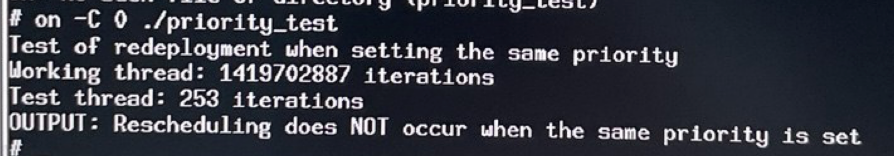 (priority_test)
# on -C 0 ./priority_test
Test of redeployment when setting the same priority
Working thread: 1419702887 iterations
Test thread: 253 iterations
OUTPUT: Rescheduling does NOT occur when the same priority is set
#